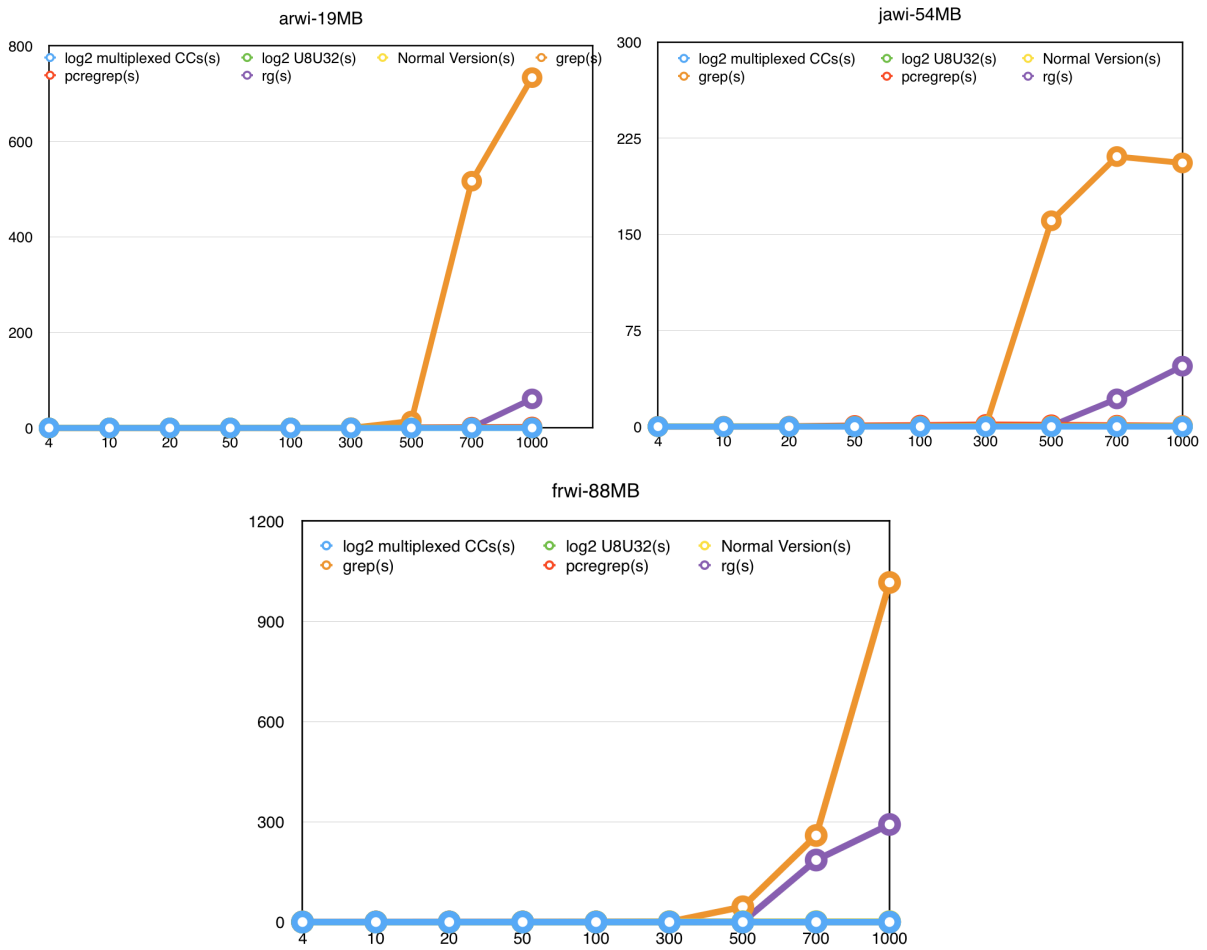 arwi-19MB
800
log2 multiplexed CCs(s) log2 U8U32(s) Normal Version(s) grep(s)
pcregrep(s) rg(s)
600
400
200
0
4 10 20 50 100 300 500 700 1000
jawi-54MB
300
log2 multiplexed CCs(s) log2 U8U32(s) Normal Version(s)
grep(s) pcregrep(s) rg(s)
225
150
75
0
4 10 20 50 100 300 500 700 1000
frwi-88MB
1200
log2 multiplexed CCs(s) log2 U8U32(s) Normal Version(s)
grep(s) pcregrep(s) rg(s)
900
600
300
0
4 10 20 50 100 300 500 700 1000